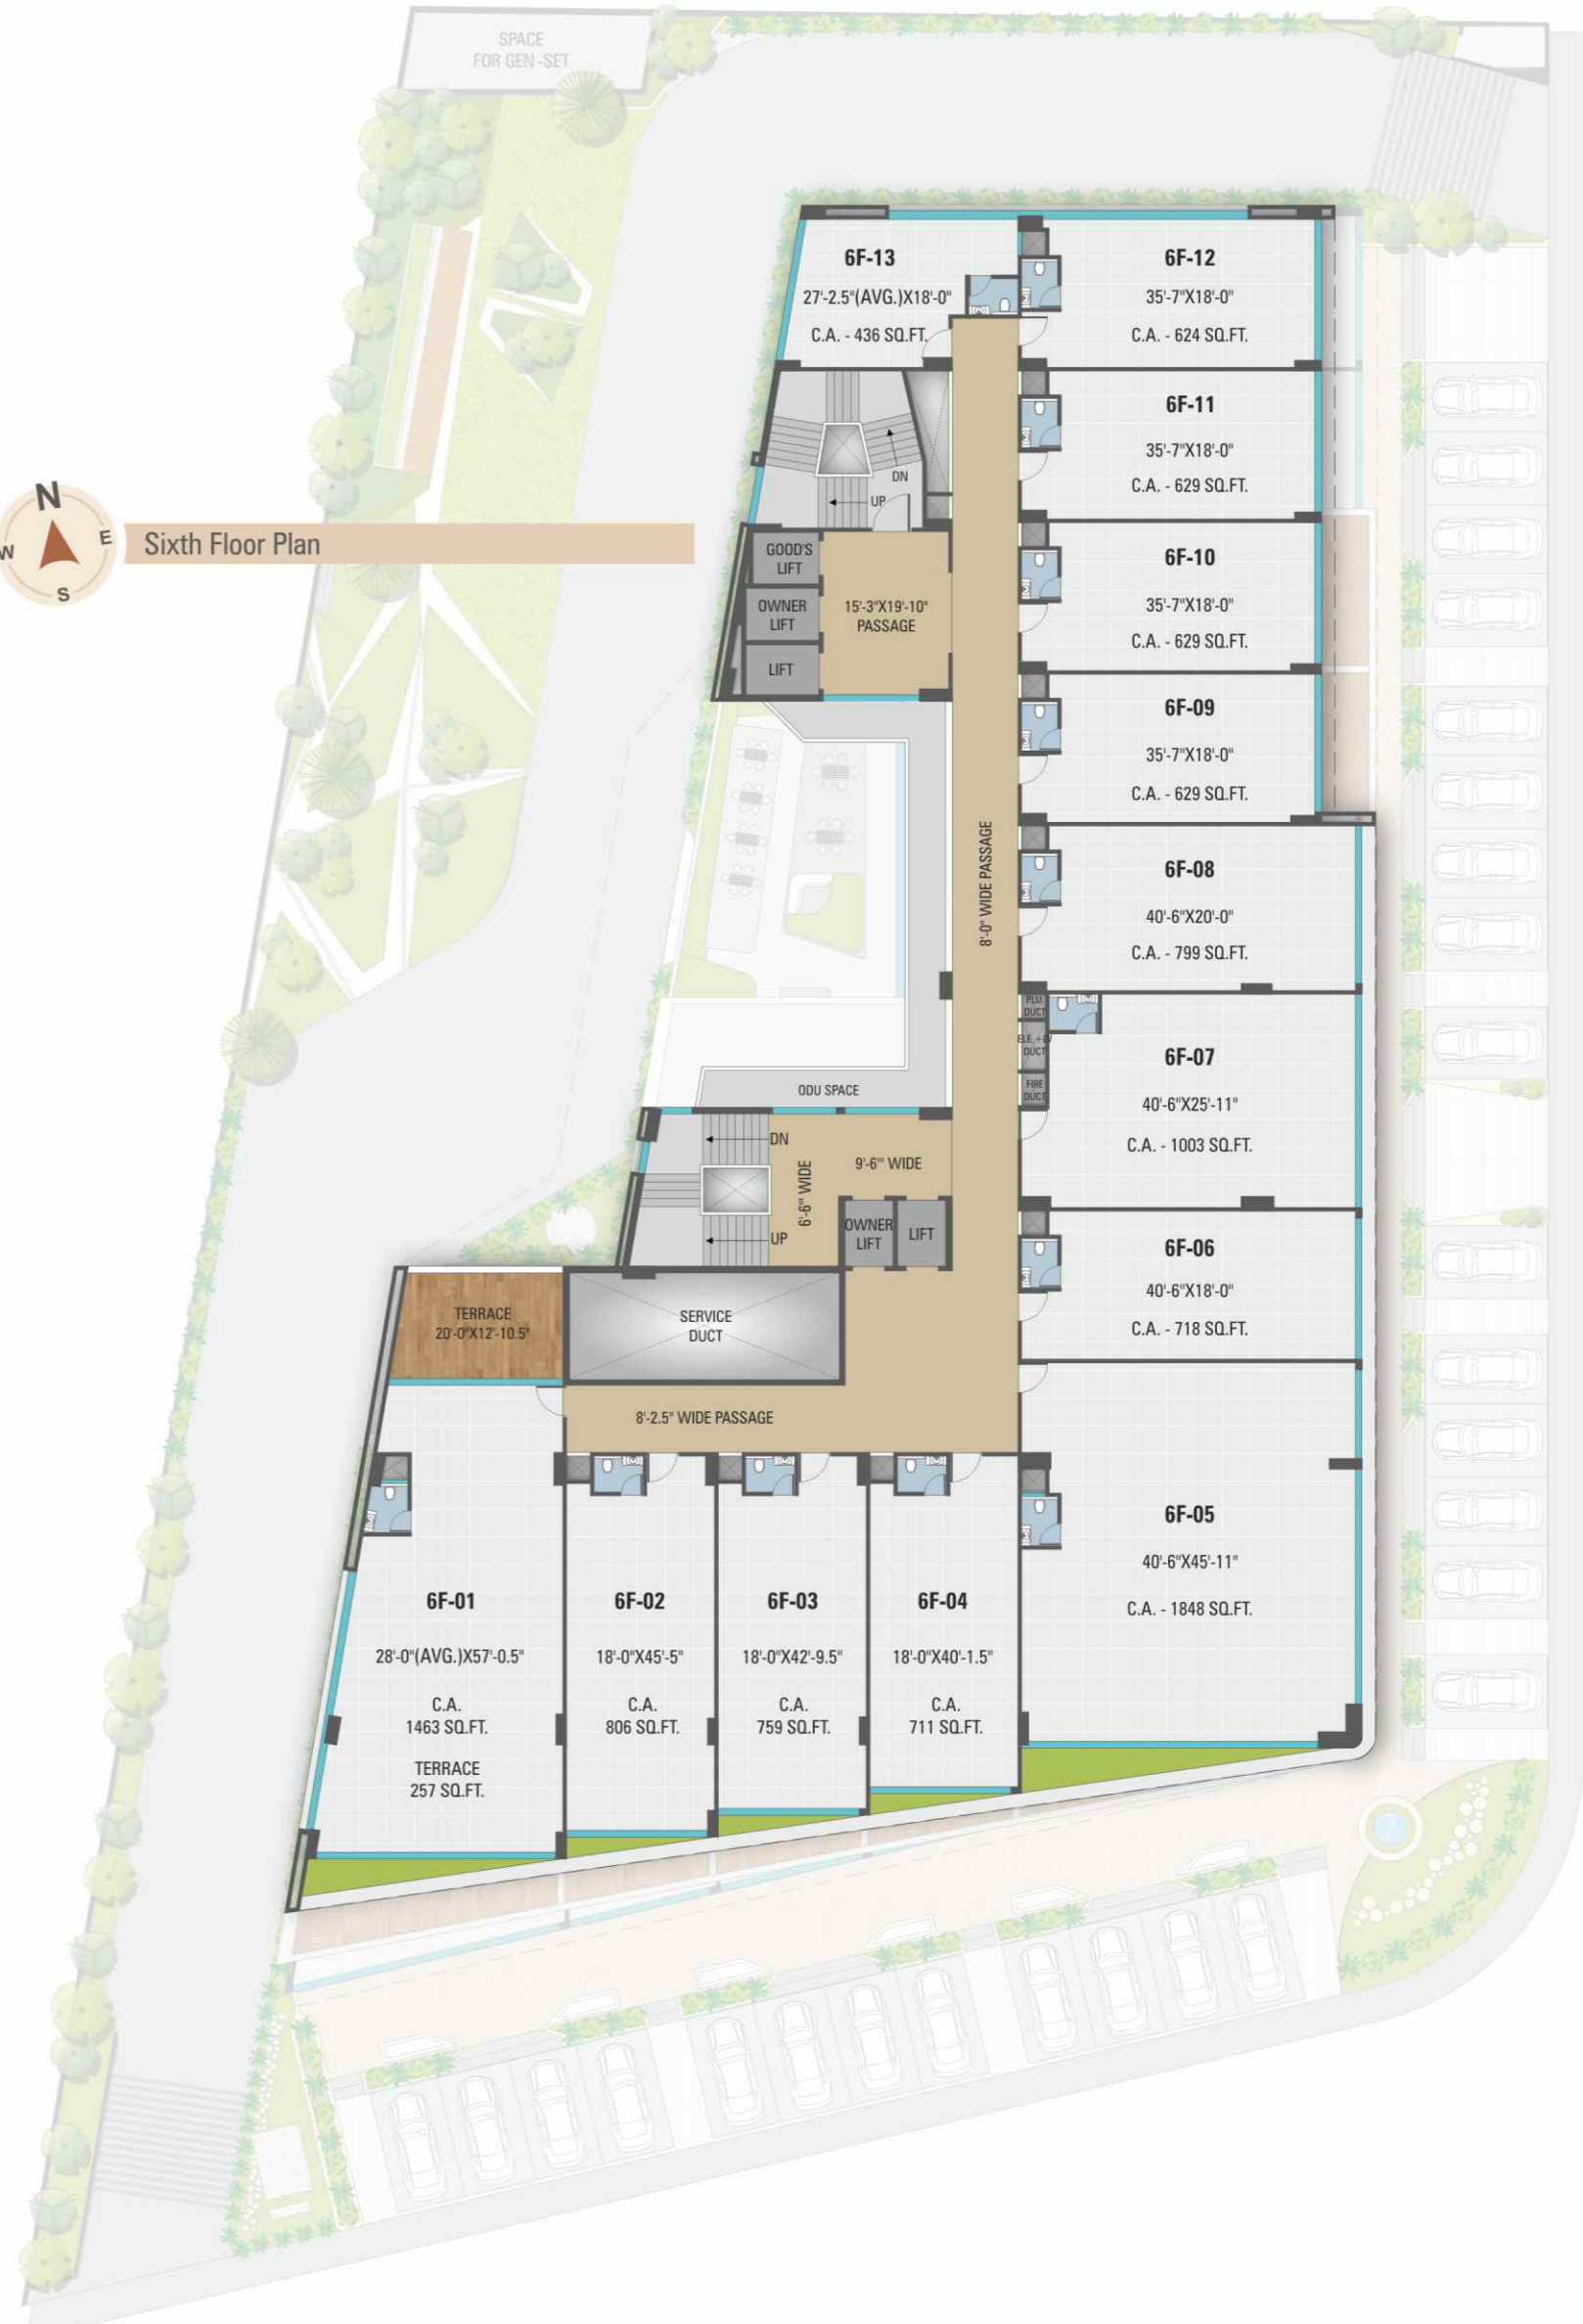 SPACE
FOR GEN -SET
N
W
E
S
Sixth Floor Plan
6F-13
27'-2.5"(AVG.)X18'-0"
C.A. - 436 SQ.FT.
6F-12
35'-7"X18'-0"
C.A. - 624 SQ.FT.
6F-11
35'-7"X18'-0"
C.A. - 629 SQ.FT.
DN
UP
GOOD'S
LIFT
OWNER
LIFT
LIFT
15'-3"X19'-10"
PASSAGE
6F-10
35'-7"X18'-0"
C.A. - 629 SQ.FT.
6F-09
35'-7"X18'-0"
C.A. - 629 SQ.FT.
8'-0" WIDE PASSAGE
6F-08
40'-6"X20'-0"
C.A. - 799 SQ.FT.
PLU.
DUCT
ELE.+LV
DUCT
FIRE
DUCT
6F-07
40'-6"X25'-11"
C.A. - 1003 SQ.FT.
ODU SPACE
DN
UP
6'-6"' WIDE
9'-6"' WIDE
OWNER
LIFT
LIFT
6F-06
40'-6"X18'-0"
C.A. - 718 SQ.FT.
TERRACE
20'-0"X12'-10.5"
SERVICE
DUCT
8'-2.5" WIDE PASSAGE
6F-05
40'-6"X45'-11"
C.A. - 1848 SQ.FT.
6F-01
28'-0"(AVG.)X57'-0.5"
C.A.
1463 SQ.FT.
TERRACE
257 SQ.FT.
6F-02
18'-0"X45'-5"
C.A.
806 SQ.FT.
6F-03
18'-0"X42'-9.5"
C.A.
759 SQ.FT.
6F-04
18'-0"X40'-1.5"
C.A.
711 SQ.FT.